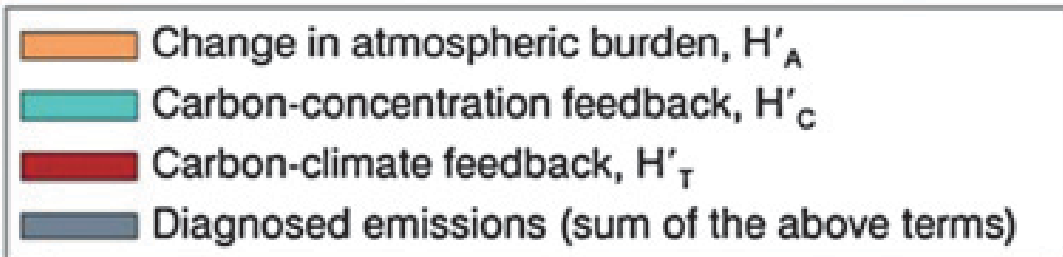 Change in atmospheric burden, H′A
Carbon-concentration feedback, H′C
Carbon-climate feedback, H′T
Diagnosed emissions (sum of the above terms)